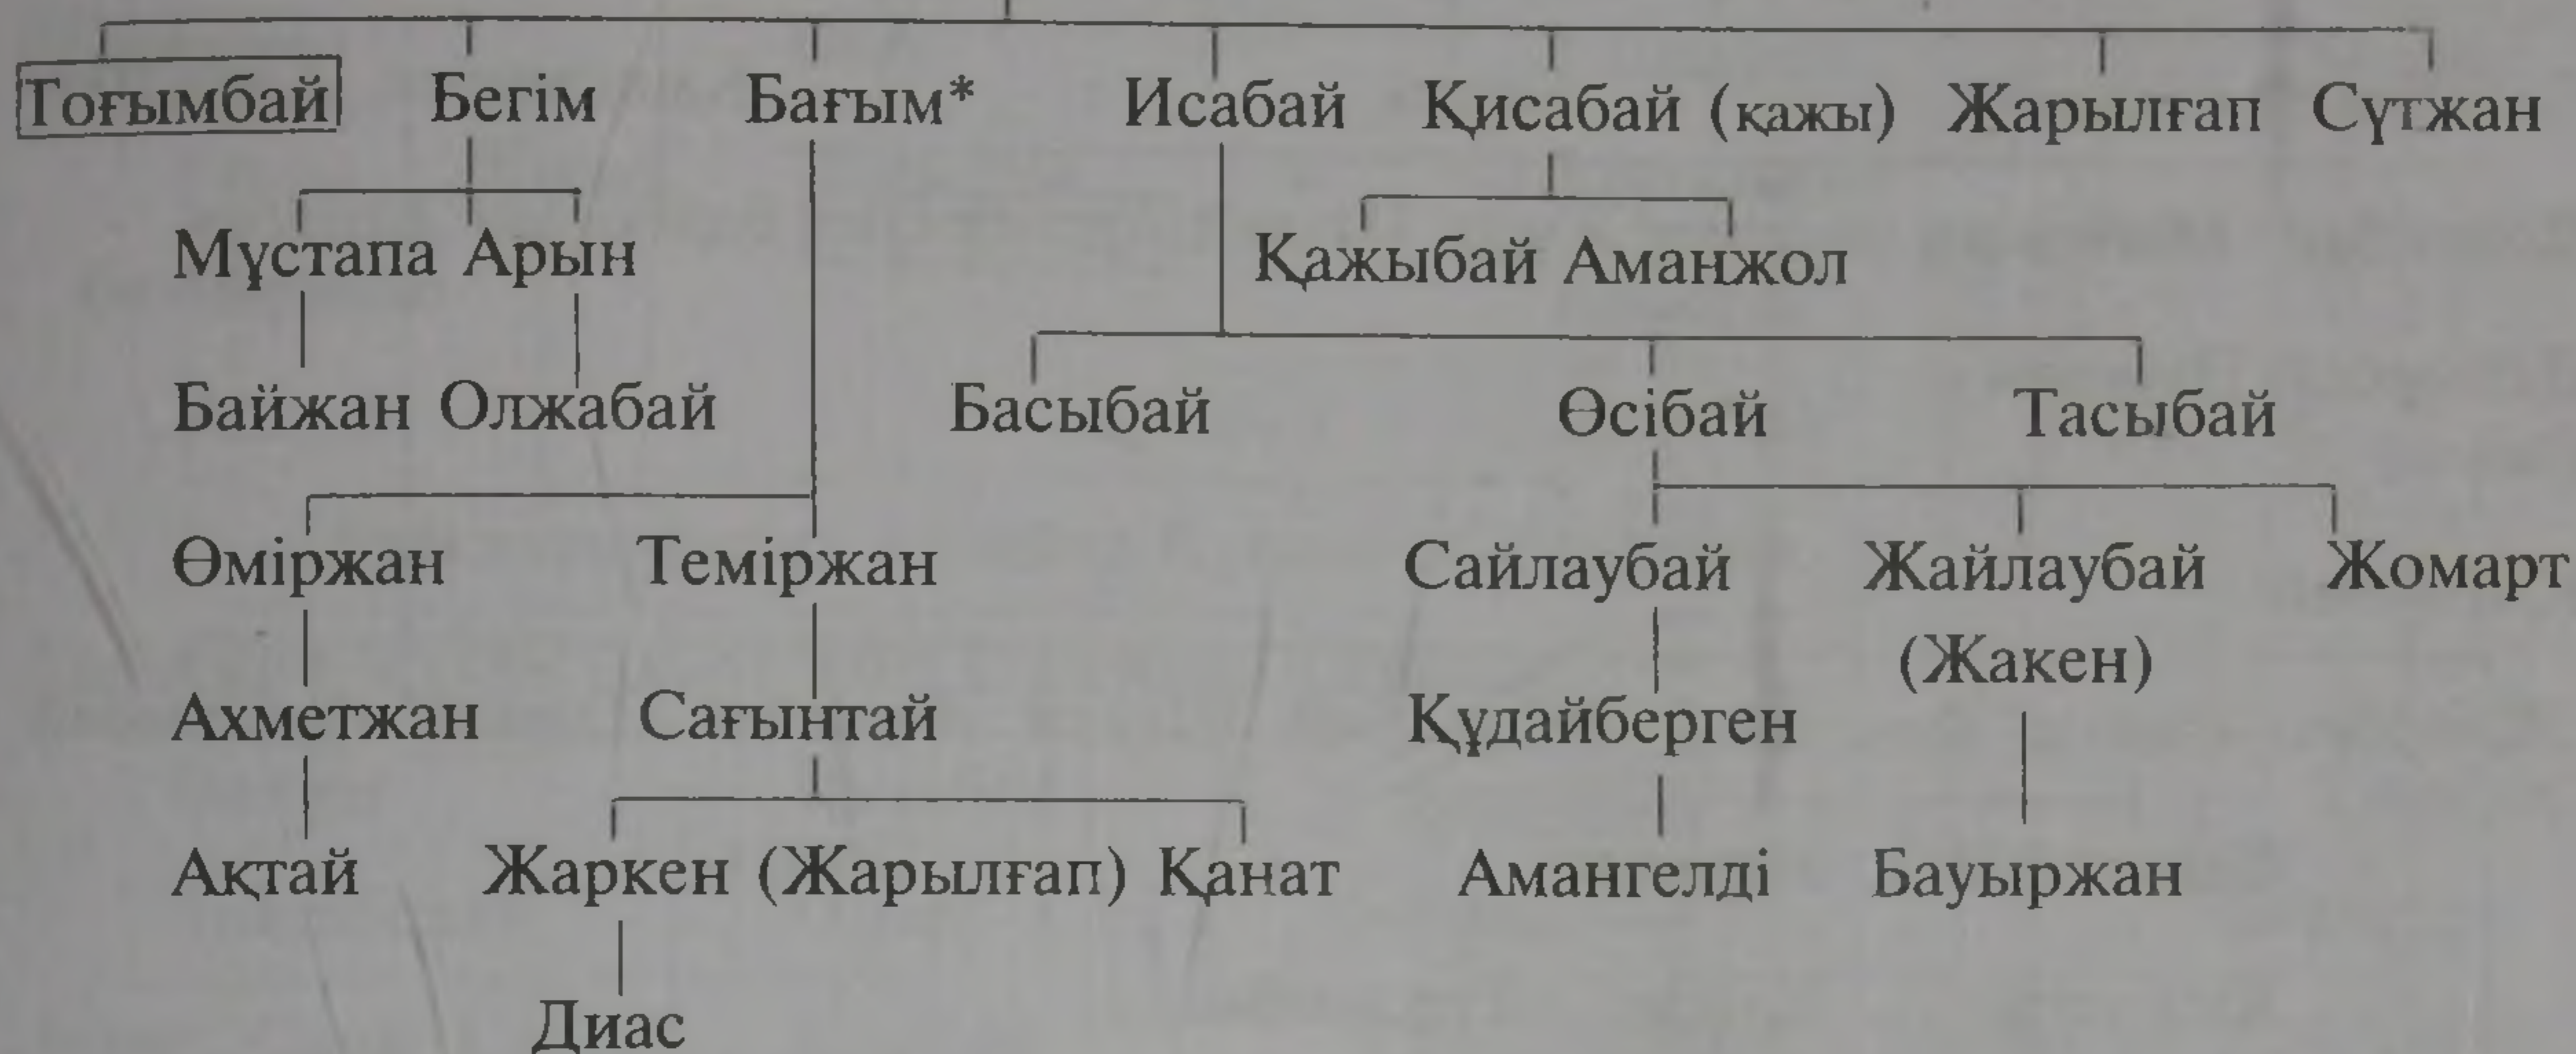 Тоғымбай Бегім Бағым* Исабай Қисабай (қажы) Жарылғап Сүтжан
Мұстапа Арын Қажыбай Аманжол
Байжан Олжабай Басыбай Өсібай Тасыбай
Өміржан Теміржан Сайлаубай Жайлаубай Жомарт
(Жакен)
Ахметжан Сағынтай Құдайберген
Ақтай Жаркен (Жарылғап) Қанат Амангелді Бауыржан
Диас